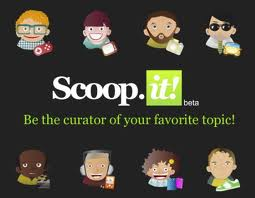 Scoop.it!
beta
Be the curator of your favorite topic!